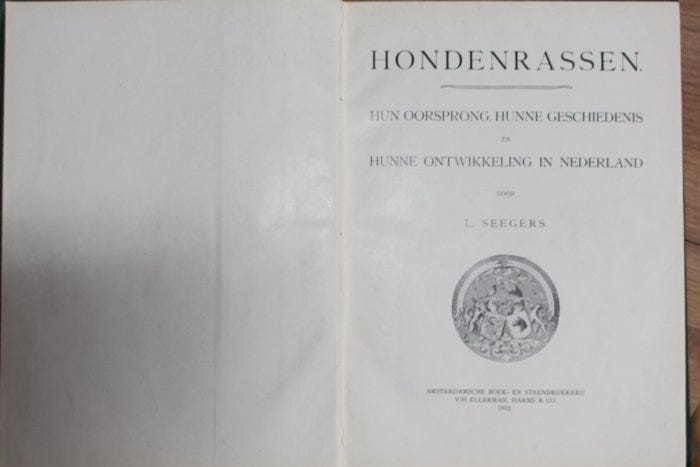 HONDENRASSEN.
HUN OORSPRONG, HUNNE GESCHIEDENIS
EN
HUNNE ONTWIKKELING IN NEDERLAND
DOOR
L. SEEGERS.
AMSTERDAMSCHE BOEK- EN STEENDRUKKERIJ
V/H ELLERMAN, HARMS & CO.
1912.